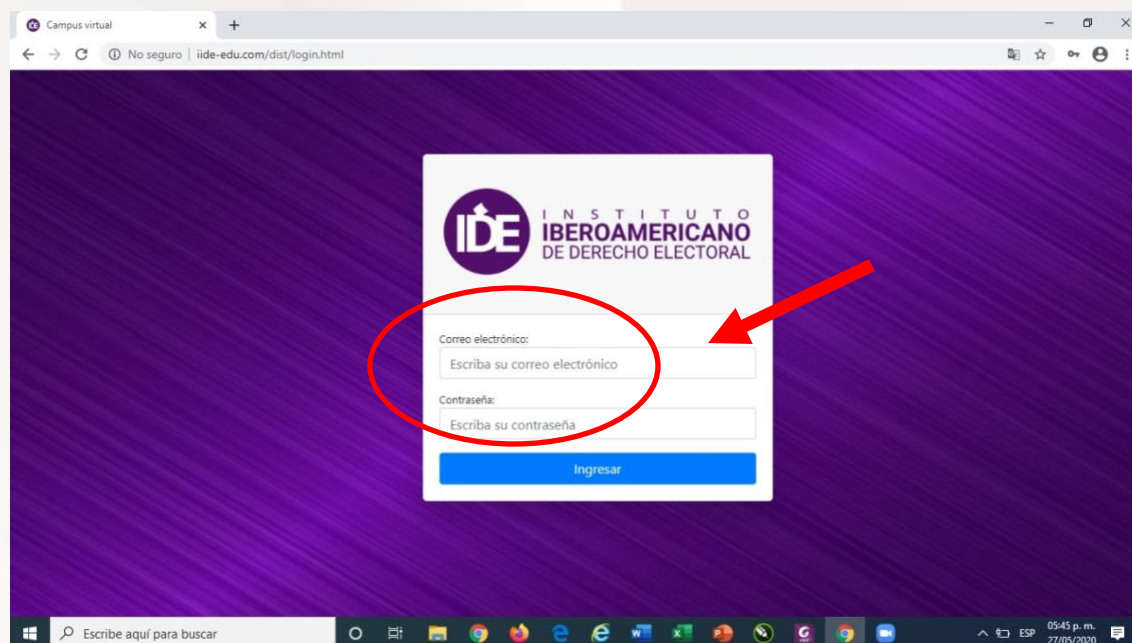 Campus virtual
No seguro | iide-edu.com/dist/login.html
IDE
INSTITUTO
IBEROAMERICANO
DE DERECHO ELECTORAL
Correo electrónico:
Escriba su correo electrónico
Contraseña:
Escriba su contraseña
Ingresar
Escribe aquí para buscar
ESP
05:45 p. m.
27/05/2020